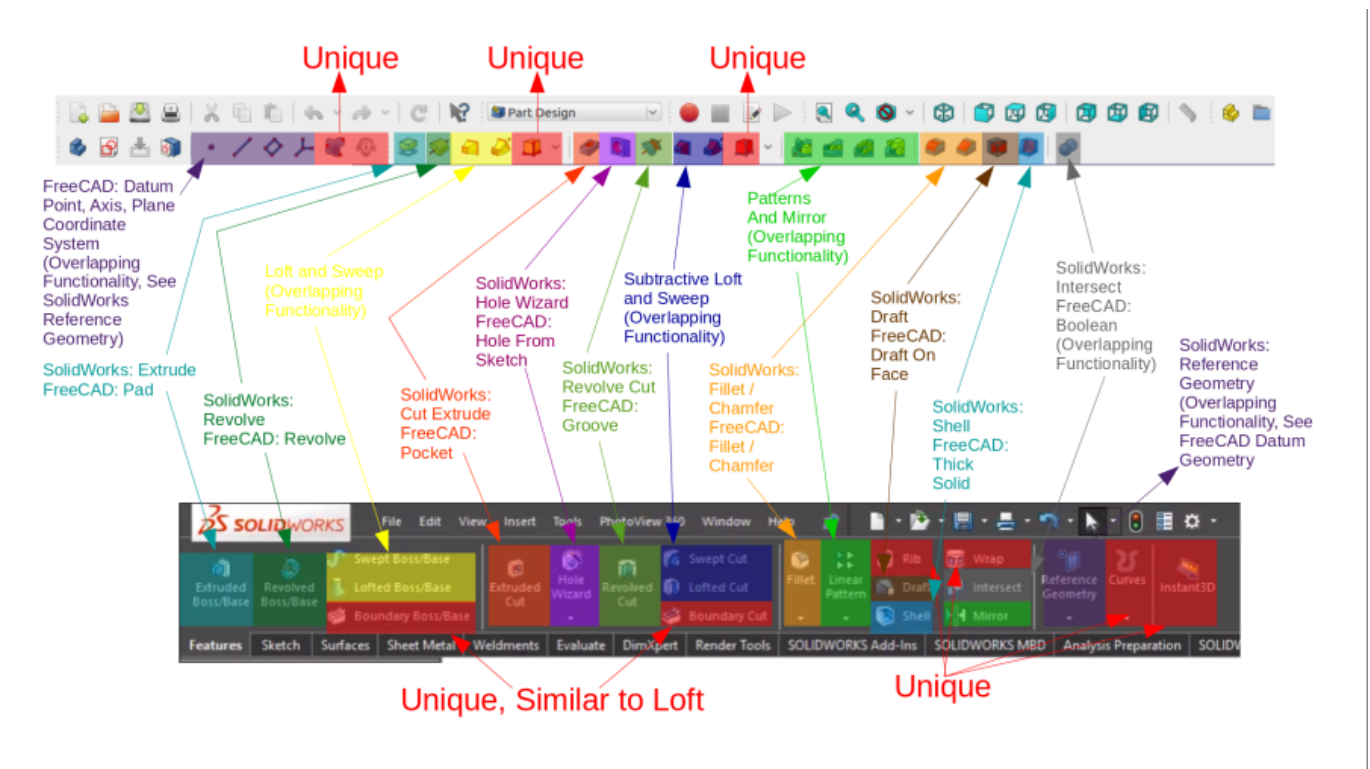 Unique
Unique
Unique
Part Design
FreeCAD: Datum
Point, Axis, Plane
Coordinate
System
(Overlapping
Functionality, See
SolidWorks
Reference
Geometry)
SolidWorks: Extrude
FreeCAD: Pad
SolidWorks:
Revolve
FreeCAD: Revolve
Loft and Sweep
(Overlapping
Functionality)
SolidWorks:
Cut Extrude
FreeCAD:
Pocket
SolidWorks:
Hole Wizard
FreeCAD:
Hole From
Sketch
SolidWorks:
Revolve Cut
FreeCAD:
Groove
Subtractive Loft
and Sweep
(Overlapping
Functionality)
SolidWorks:
Fillet /
Chamfer
FreeCAD:
Fillet /
Chamfer
Patterns
And Mirror
(Overlapping
Functionality)
SolidWorks:
Draft
FreeCAD:
Draft On
Face
SolidWorks:
Shell
FreeCAD:
Thick
Solid
SolidWorks:
Intersect
FreeCAD:
Boolean
(Overlapping
Functionality)
SolidWorks:
Reference
Geometry
(Overlapping
Functionality, See
FreeCAD Datum
Geometry
SOLIDWORKS
File Edit View Insert Tools PhotoView 360 Window Help
Extruded
Boss/Base
Revolved
Boss/Base
Swept Boss/Base
Lofted Boss/Base
Boundary Boss/Base
Extruded
Cut
Hole
Wizard
Revolved
Cut
Swept Cut
Lofted Cut
Boundary Cut
Fillet
Linear
Pattern
Rib
Draft
Shell
Wrap
Intersect
Mirror
Reference
Geometry
Curves
Instant3D
Features Sketch Surfaces Sheet Metal Weldments Evaluate DimXpert Render Tools SOLIDWORKS Add-Ins SOLIDWORKS MBD Analysis Preparation SOLIDW
Unique, Similar to Loft
Unique